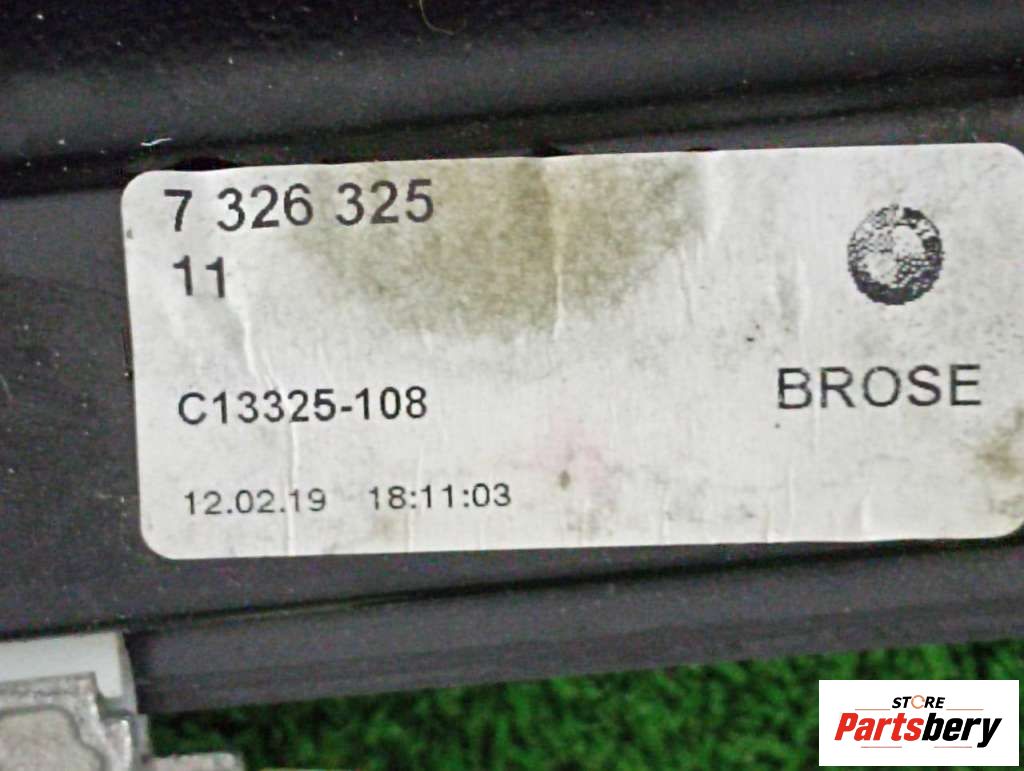 7 326 325
11
C13325-108
BROSE
12.02.19 18:11:03
STORE
Partsbery